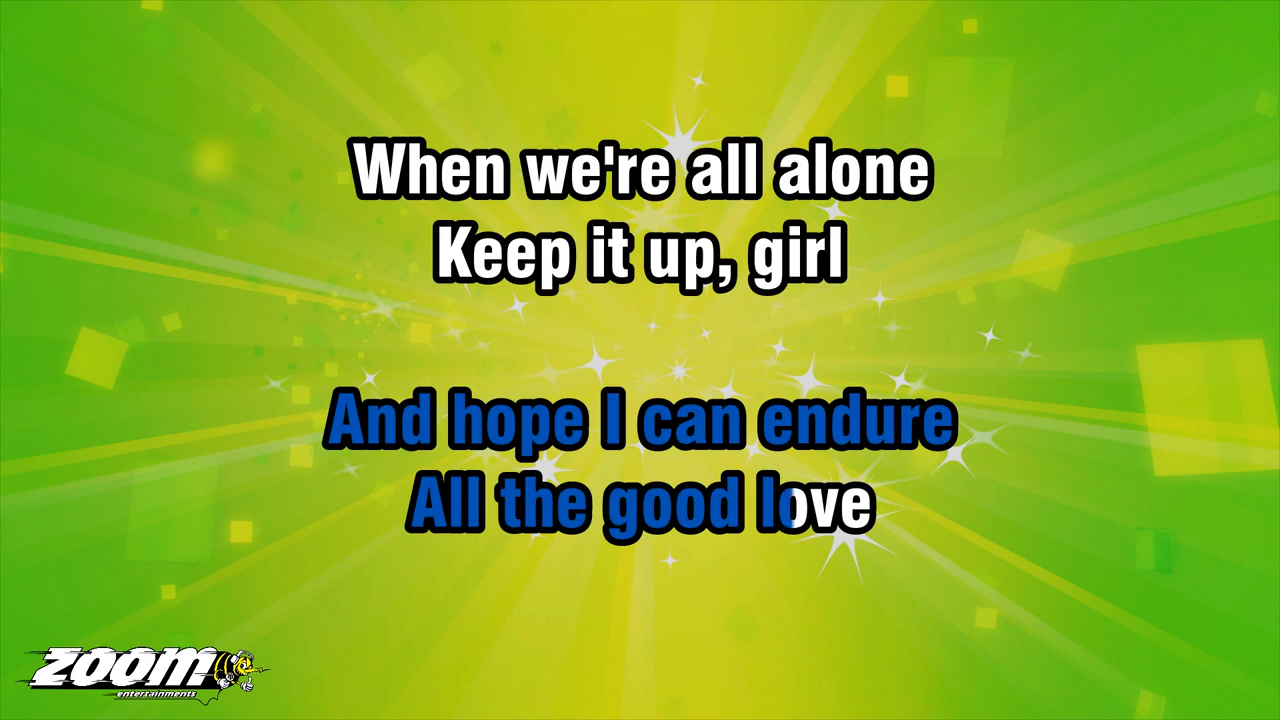 When we're all alone
Keep it up, girl
And hope I can endure
All the good love
ZOOM
entertainments